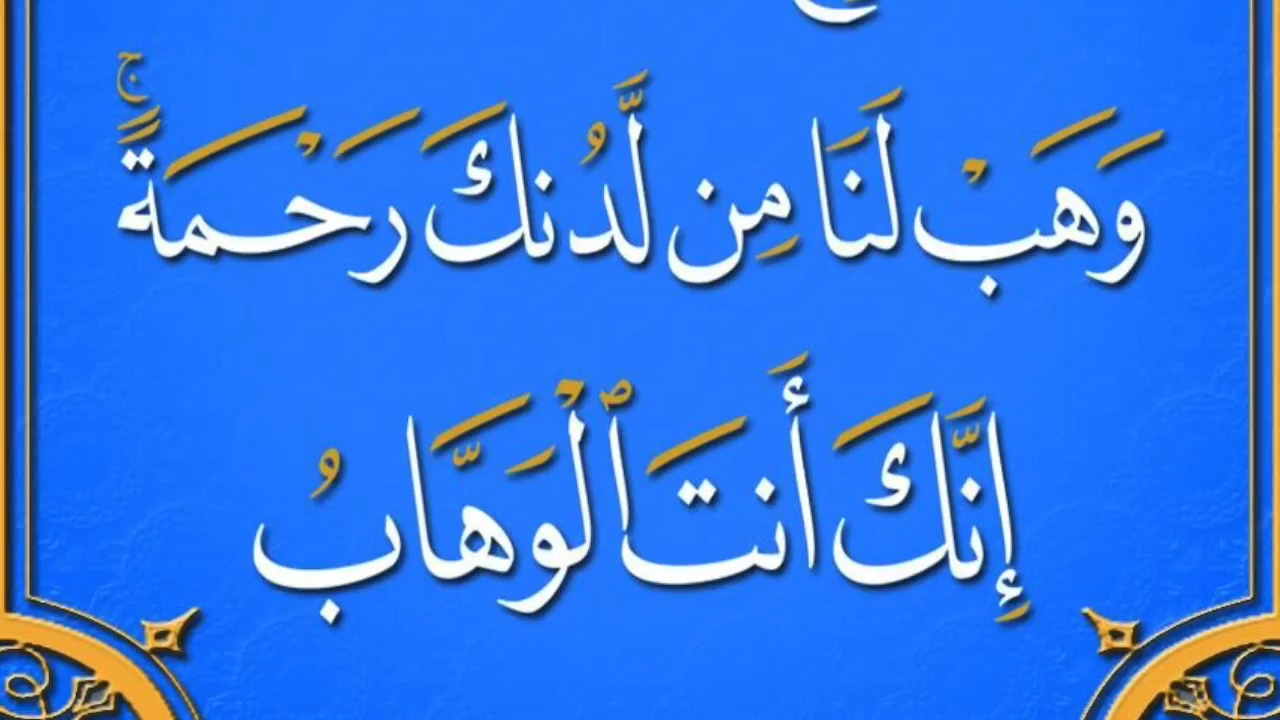 وَهَبْ لَنَا مِن لَّدُنكَ رَحْمَةً ۚ
إِنَّكَ أَنتَ ٱلْوَهَّابُ